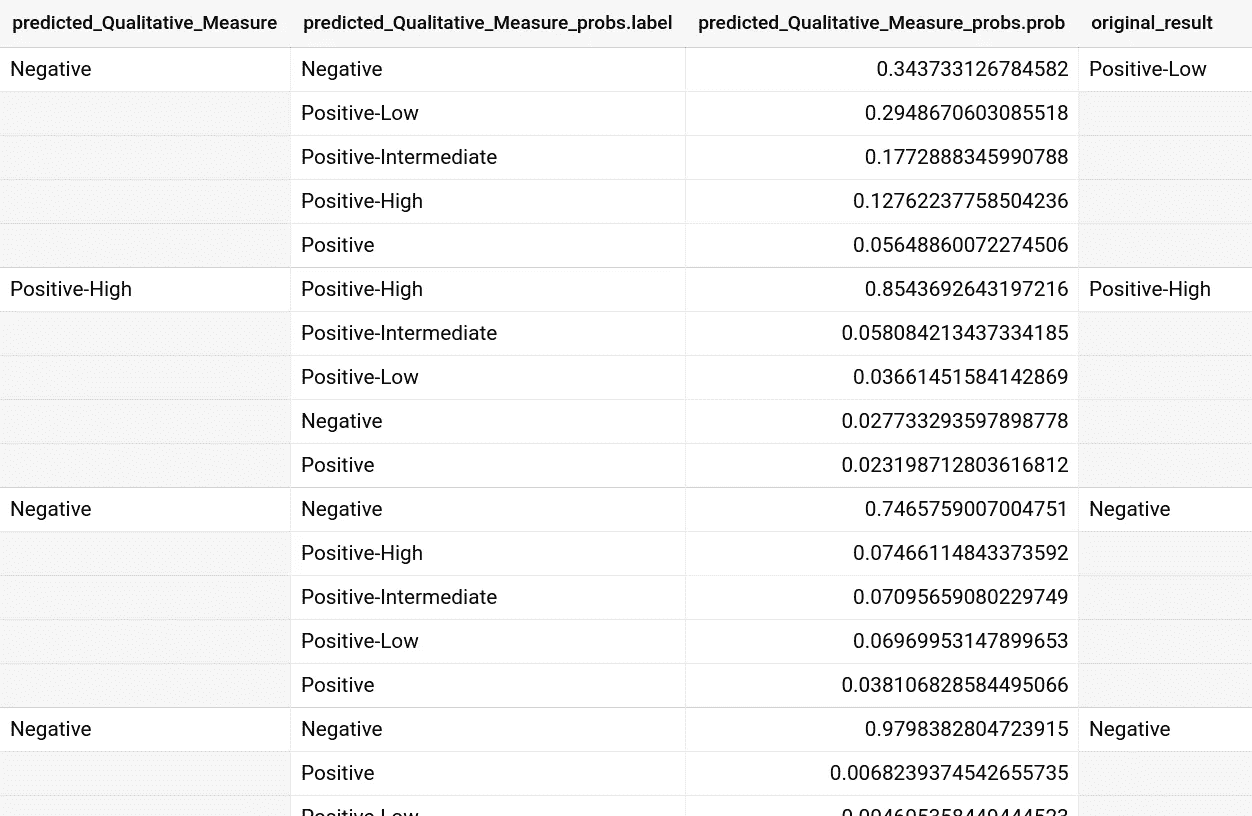 predicted_Qualitative_Measure predicted_Qualitative_Measure_probs.label predicted_Qualitative_Measure_probs.prob original_result
Negative Negative 0.343733126784582 Positive-Low
Positive-Low 0.2948670603085518
Positive-Intermediate 0.1772888345990788
Positive-High 0.12762237758504236
Positive 0.05648860072274506
Positive-High Positive-High 0.8543692643197216 Positive-High
Positive-Intermediate 0.058084213437334185
Positive-Low 0.03661451584142869
Negative 0.027733293597898778
Positive 0.023198712803616812
Negative Negative 0.7465759007004751 Negative
Positive-High 0.07466114843373592
Positive-Intermediate 0.07095659080229749
Positive-Low 0.06969953147899653
Positive 0.038106828584495066
Negative Negative 0.9798382804723915 Negative
Positive 0.0068239374542655735
Positive-Low